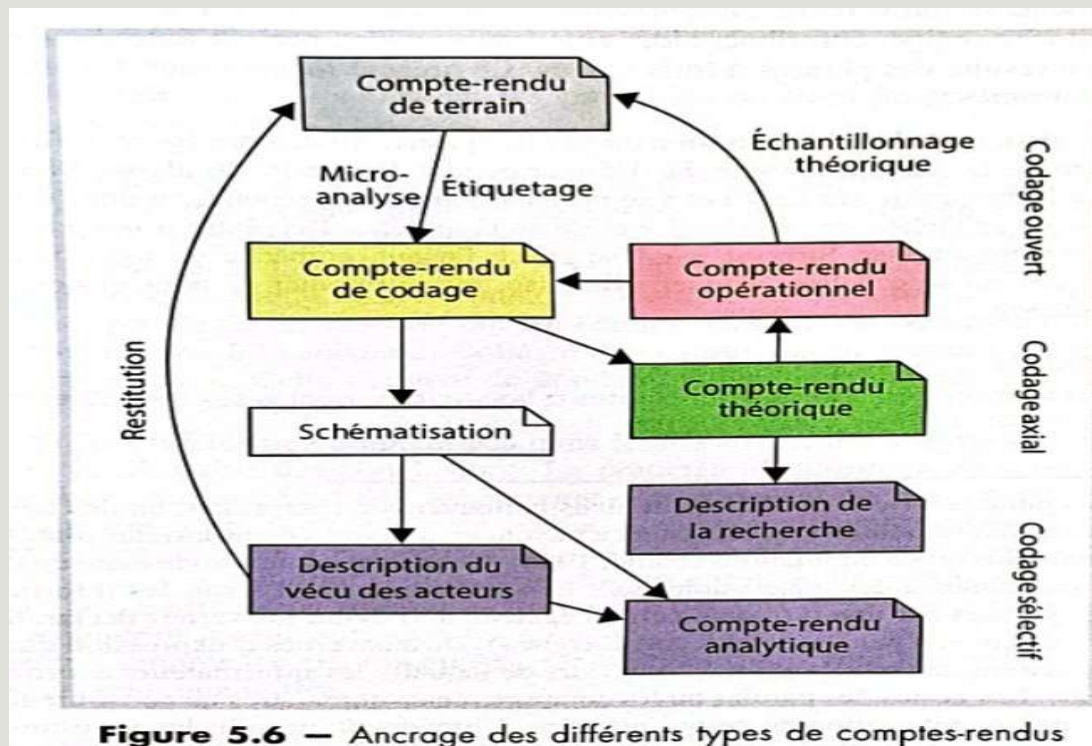 Compte-rendu
de terrain
Échantillonnage
théorique
Micro-
analyse
Étiquetage
Codage ouvert
Compte-rendu
de codage
Compte-rendu
opérationnel
Restitution
Compte-rendu
théorique
Codage axial
Schématisation
Description de
la recherche
Description du
vécu des acteurs
Codage sélectif
Compte-rendu
analytique
Figure 5.6 — Ancrage des différents types de comptes-rendus